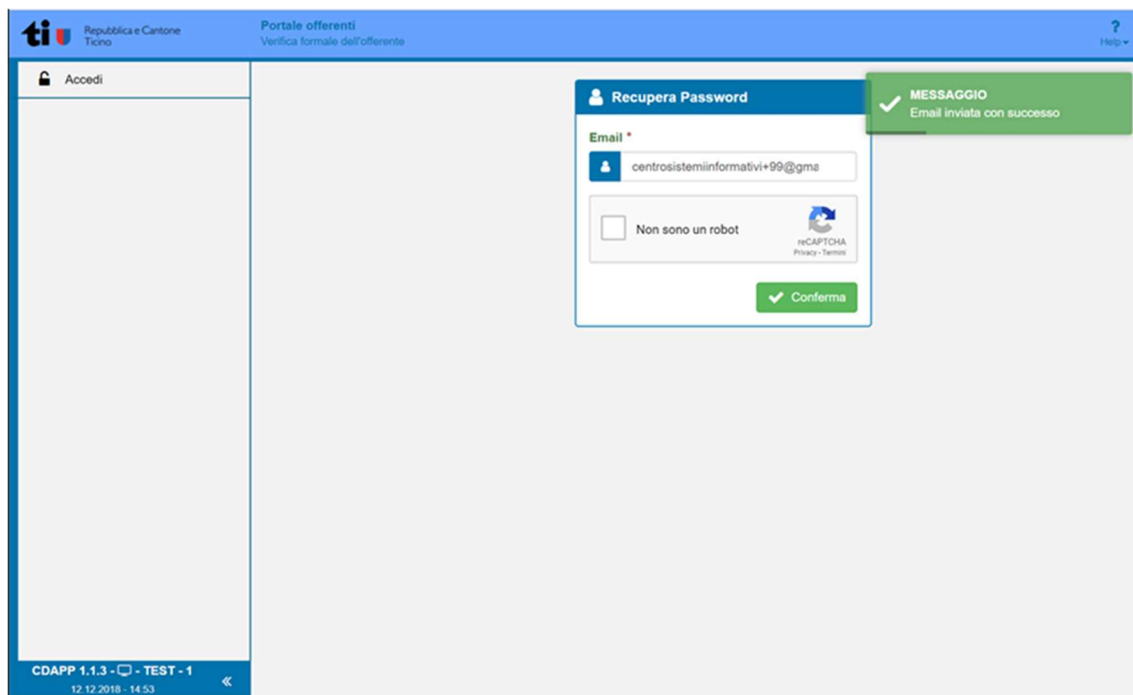 ti
Repubblica e Cantone
Ticino
Portale offerenti
Verifica formale dell'offerente
?
Help
Accedi
Recupera Password
MESSAGGIO
Email inviata con successo
Email *
centrosistemiinformativi+99@gma
Non sono un robot
reCAPTCHA
Privacy - Termini
Conferma
CDAPP 1.1.3 - - TEST - 1
12.12.2018 - 14:53